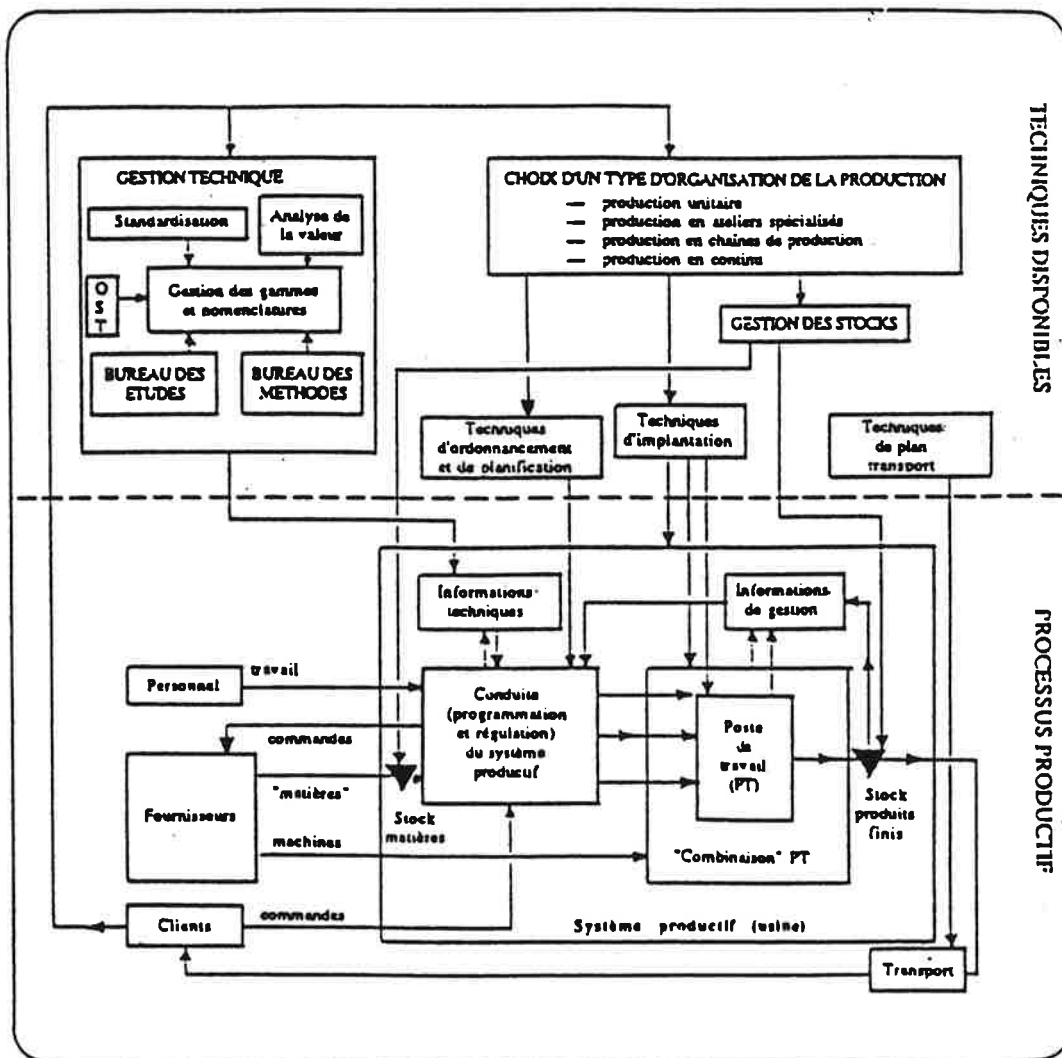 TECHNIQUES DISPONIBLES
GESTION TECHNIQUE
Standardisation
Analyse de
la valeur
O
S
T
Gestion des gammes
et nomenclatures
BUREAU DES
ETUDES
BUREAU DES
METHODES
CHOIX D'UN TYPE D'ORGANISATION DE LA PRODUCTION
— production unitaire
— production en ateliers spécialisés
— production en chaînes de production
— production en continu
GESTION DES STOCKS
Techniques
d'ordonnancement
et de planification
Techniques
d'implantation
Techniques
de plan
transport
PROCESSUS PRODUCTIF
Informations
techniques
Informations
de gestion
Personnel
travail
commandes
Fournisseurs
"matières"
machines
Stock
matières
Conduite
(programmation
et régulation)
du système
productif
Poste
de
travail
(PT)
"Combinaison" PT
Stock
produits
finis
Clients
commandes
Système productif (usine)
Transport